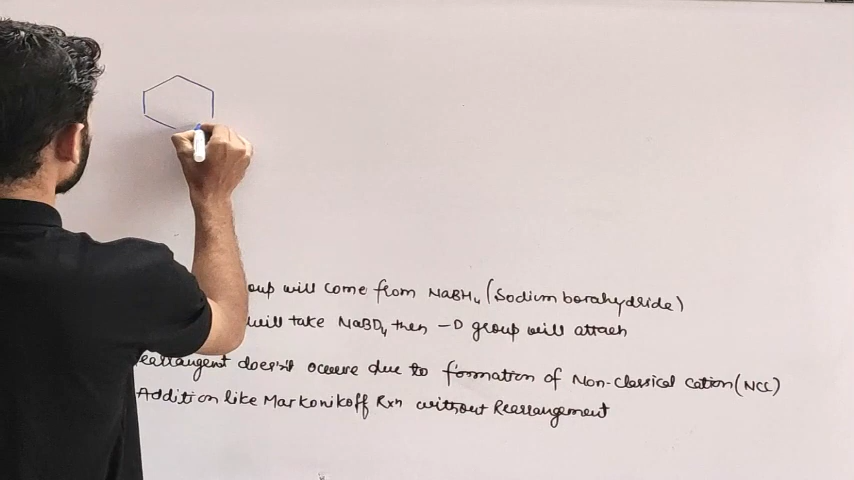 oup will come from NaBH4 (Sodium borahydride)
will take NaBD4 then -D group will attach
rearrangent doesn't occure due to formation of Non-classical cation (NCC)
Addition like Markonikoff Rxn without Rearrangement